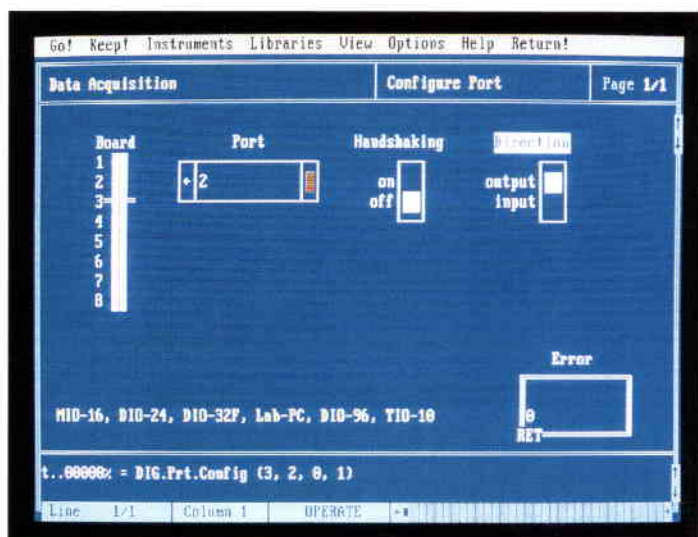 Go! Keep! Instruments Libraries View Options Help Return!
Data Acquisition Configure Port Page 1/1
Board Port Handshaking Direction
1
2
3
4
5
6
7
8
2
on
off
output
input
Error
0
RET
MIO-16, DIO-24, DIO-32F, Lab-PC, DIO-96, TIO-10
t..00000% = DIG.Prt.Config (3, 2, 0, 1)
Line 1/1 Column 1 OPERATE